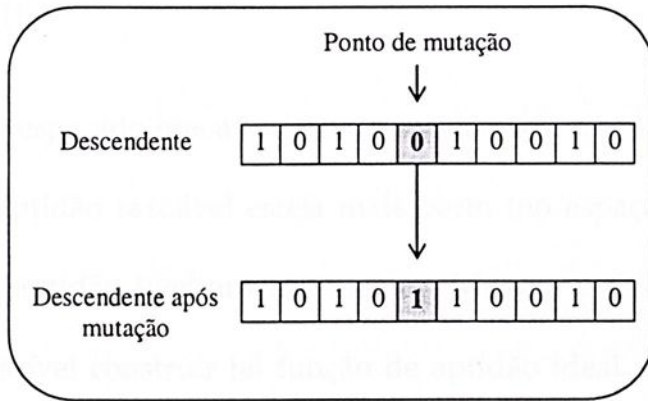 Ponto de mutação
Descendente 1 0 1 0 0 1 0 0 1 0
Descendente após
mutação 1 0 1 0 1 1 0 0 1 0